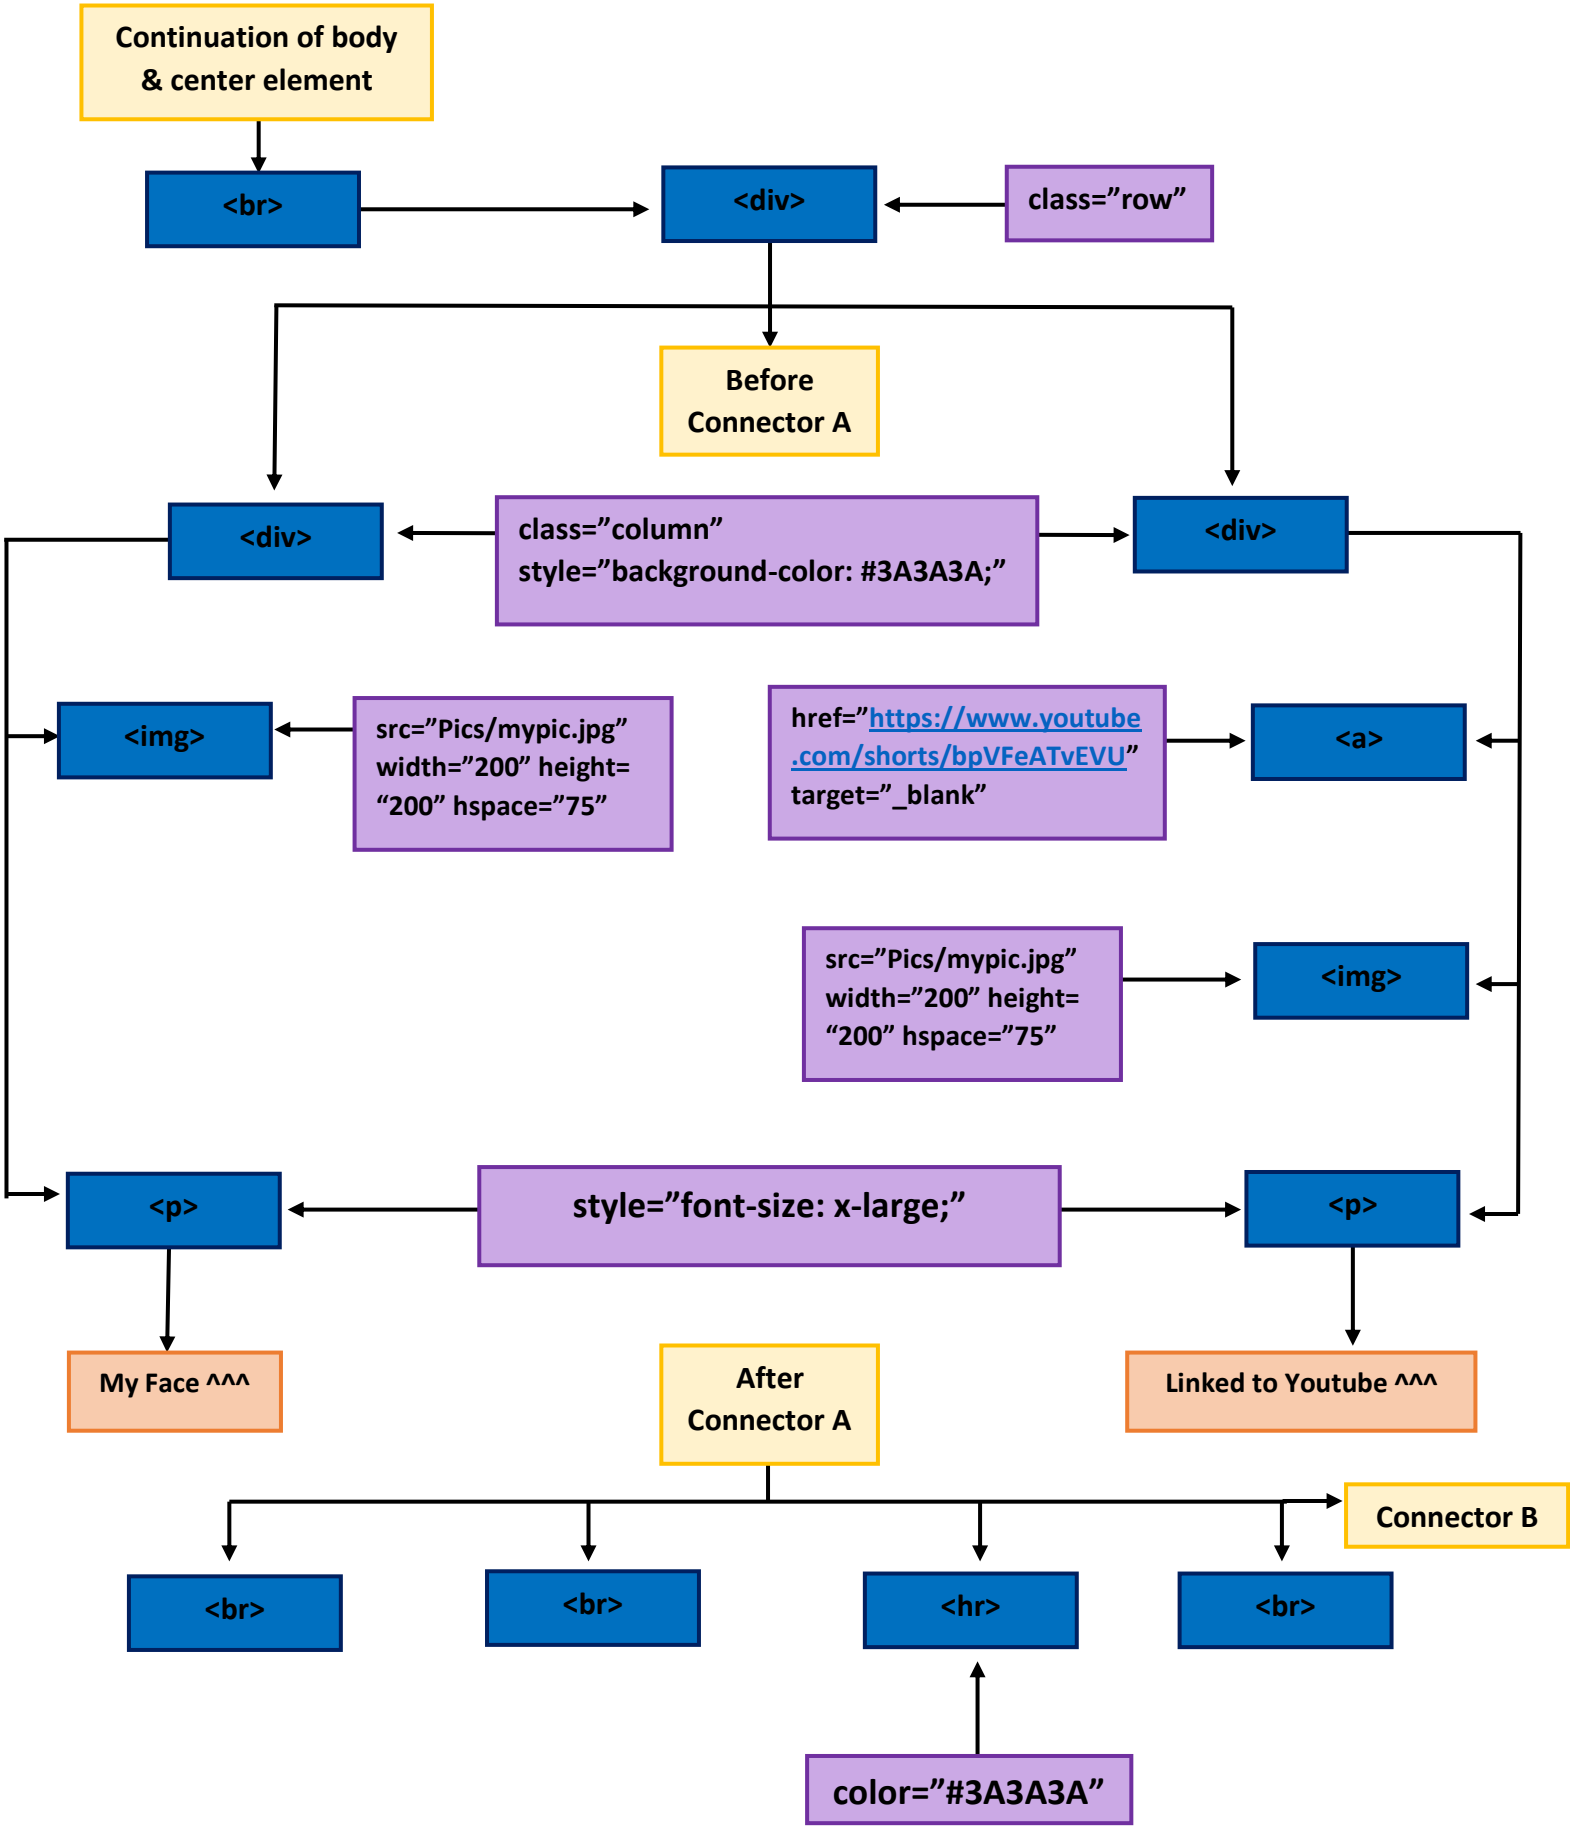 Continuation of body
& center element
<br>
<div>
class=”row”
Before
Connector A
<div>
class=”column”
style=”background-color: #3A3A3A;”
<div>
<img>
src=”Pics/mypic.jpg”
width=”200” height=
“200” hspace=”75”
href=”https://www.youtube
.com/shorts/bpVFeATvEVU”
target=”_blank”
<a>
src=”Pics/mypic.jpg”
width=”200” height=
“200” hspace=”75”
<img>
<p>
style=”font-size: x-large;”
<p>
My Face ^^^
After
Connector A
Linked to Youtube ^^^
Connector B
<br>
<br>
<hr>
<br>
color=”#3A3A3A”